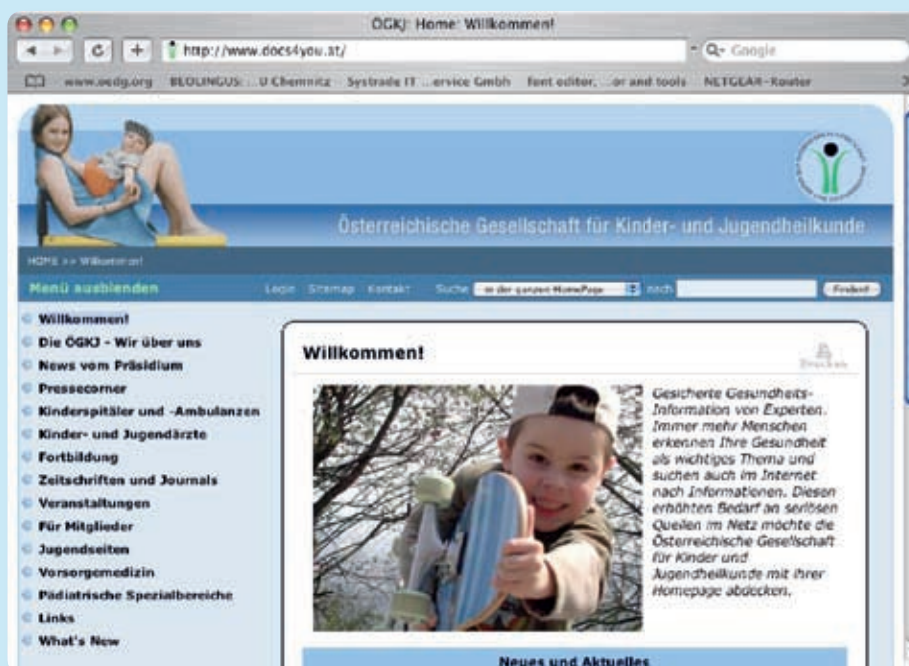 ÖGKJ: Home: Willkommen!
http://www.docs4you.at/
Google
www.oedg.org BEOLINGUS: ...U Chemnitz Systrade IT ...ervice GmbH font editor, ...or and tools NETGEAR-Router
Österreichische Gesellschaft für Kinder- und Jugendheilkunde
HOME >> Willkommen!
Menü ausblenden Login Sitemap Kontakt Suche in der ganzen HomePage nach Finden!
Willkommen!
Die ÖGKJ - Wir über uns
News vom Präsidium
Pressecorner
Kinderspitäler und -Ambulanzen
Kinder- und Jugendärzte
Fortbildung
Zeitschriften und Journals
Veranstaltungen
Für Mitglieder
Jugendseiten
Vorsorgemedizin
Pädiatrische Spezialbereiche
Links
What's New
Willkommen!
Drucken
Gesicherte Gesundheits-
Information von Experten.
Immer mehr Menschen
erkennen Ihre Gesundheit
als wichtiges Thema und
suchen auch im Internet
nach Informationen. Diesen
erhöhten Bedarf an seriösen
Quellen im Netz möchte die
Österreichische Gesellschaft
für Kinder und
Jugendheilkunde mit ihrer
Homepage abdecken.
Neues und Aktuelles